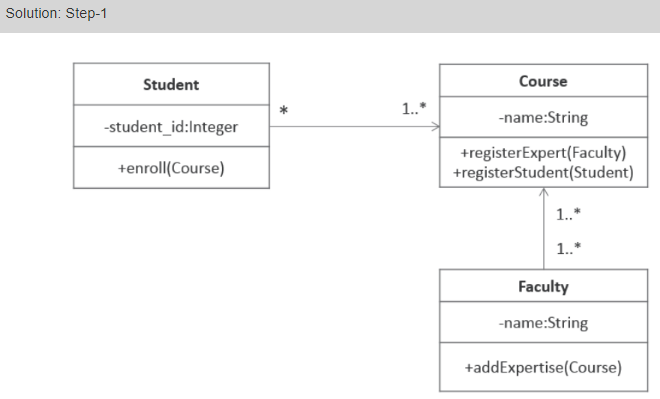 Solution: Step-1
Student
-student_id:Integer
+enroll(Course)
*
1..*
Course
-name:String
+registerExpert(Faculty)
+registerStudent(Student)
1..*
1..*
Faculty
-name:String
+addExpertise(Course)